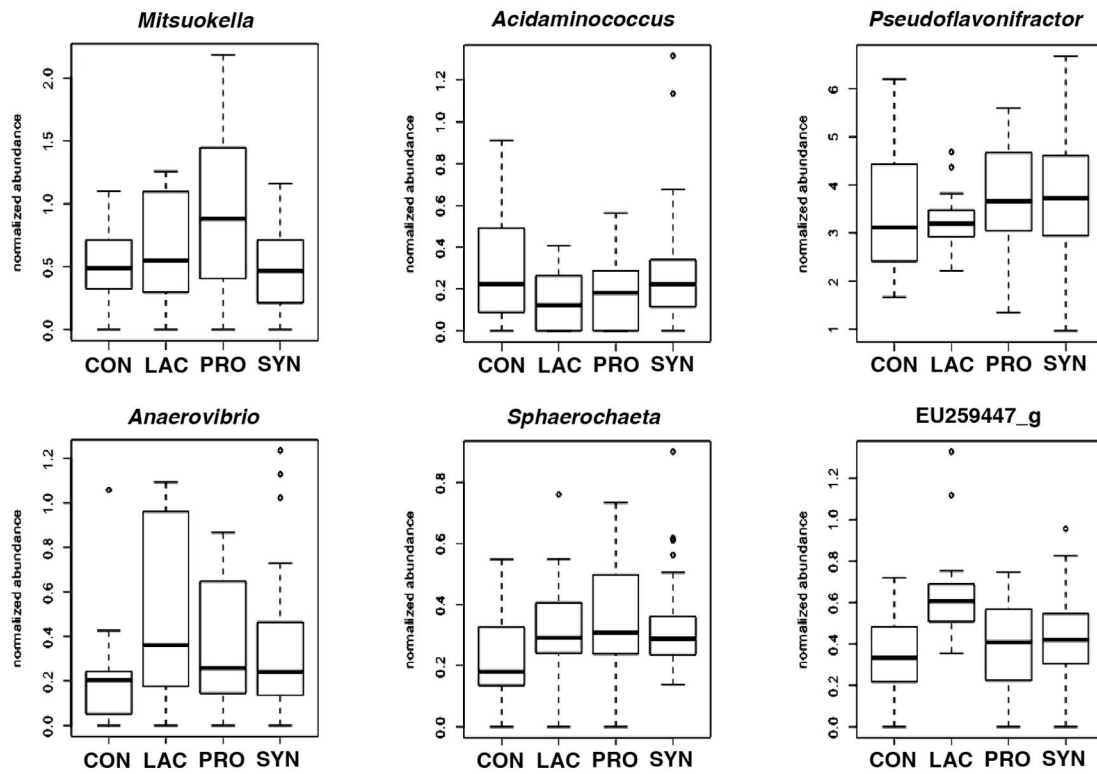 Mitsuokella
normalized abundance
0.0
0.5
1.0
1.5
2.0
CON LAC PRO SYN
Acidaminococcus
normalized abundance
0.0
0.2
0.4
0.6
0.8
1.0
1.2
CON LAC PRO SYN
Pseudoflavonifractor
normalized abundance
1
2
3
4
5
6
CON LAC PRO SYN
Anaerovibrio
normalized abundance
0.0
0.2
0.4
0.6
0.8
1.0
1.2
CON LAC PRO SYN
Sphaerochaeta
normalized abundance
0.0
0.2
0.4
0.6
0.8
CON LAC PRO SYN
EU259447_g
normalized abundance
0.0
0.2
0.4
0.6
0.8
1.0
1.2
CON LAC PRO SYN